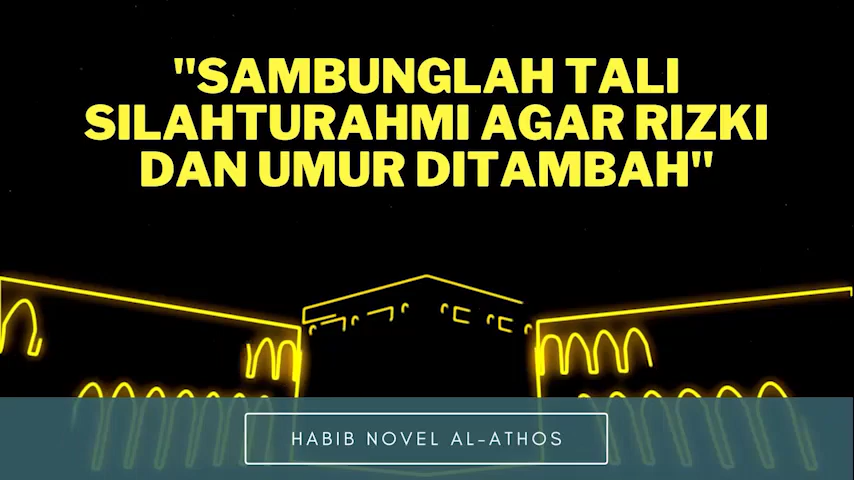 "SAMBUNGLAH TALI
SILAHTURAHMI AGAR RIZKI
DAN UMUR DITAMBAH"
HABIB NOVEL AL-ATHOS